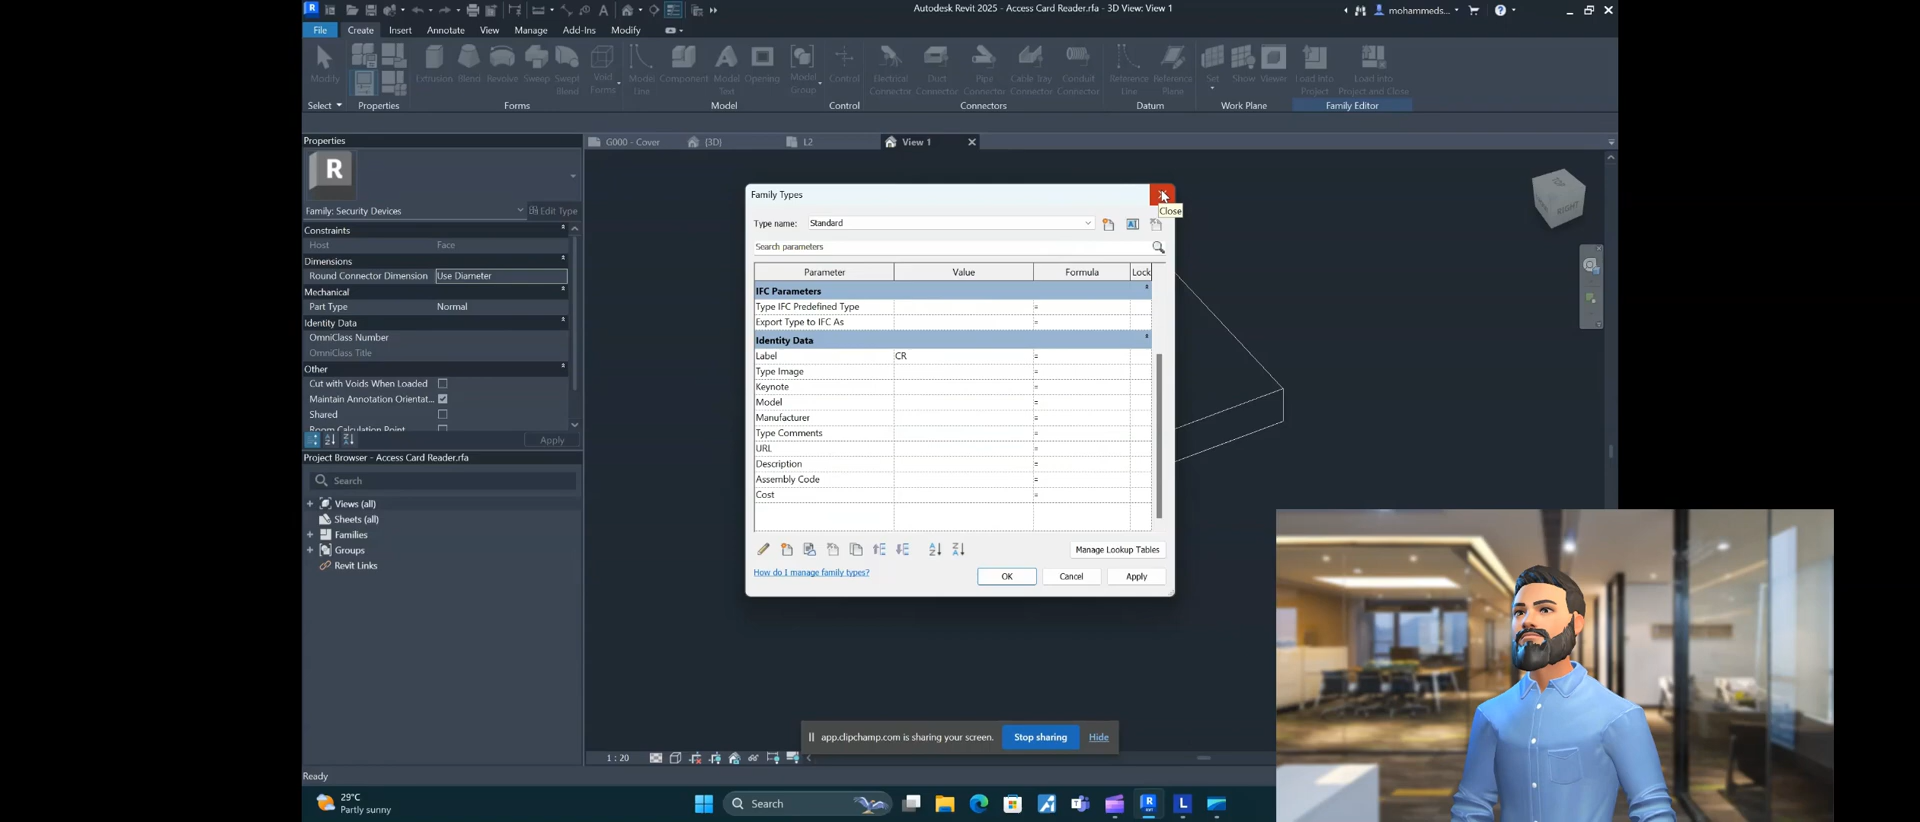 Autodesk Revit 2025 - Access Card Reader.rfa - 3D View: View 1
mohammeds...
File Create Insert Annotate View Manage Add-Ins Modify
Modify Extrusion Blend Revolve Sweep Swept Blend Void Forms Model Line Component Model Text Opening Model Group Control Electrical Connector Duct Connector Pipe Connector Cable Tray Connector Conduit Connector Reference Line Reference Plane Set Show Viewer Load into Project Load into Project and Close
Select Properties Forms Model Control Connectors Datum Work Plane Family Editor
Properties
G000 - Cover {3D} L2 View 1
R
Family: Security Devices Edit Type
Constraints
Host Face
Dimensions
Round Connector Dimension Use Diameter
Mechanical
Part Type Normal
Identity Data
OmniClass Number
OmniClass Title
Other
Cut with Voids When Loaded
Maintain Annotation Orientat...
Shared
Room Calculation Point
Apply
Project Browser - Access Card Reader.rfa
Search
Views (all)
Sheets (all)
Families
Groups
Revit Links
Family Types
Close
Type name: Standard
Search parameters
Parameter Value Formula Lock
IFC Parameters
Type IFC Predefined Type =
Export Type to IFC As =
Identity Data
Label CR =
Type Image =
Keynote =
Model =
Manufacturer =
Type Comments =
URL =
Description =
Assembly Code =
Cost =
Manage Lookup Tables
How do I manage family types?
OK Cancel Apply
TOP
RIGHT
app.clipchamp.com is sharing your screen. Stop sharing Hide
1 : 20
Ready
29°C
Partly sunny
Search